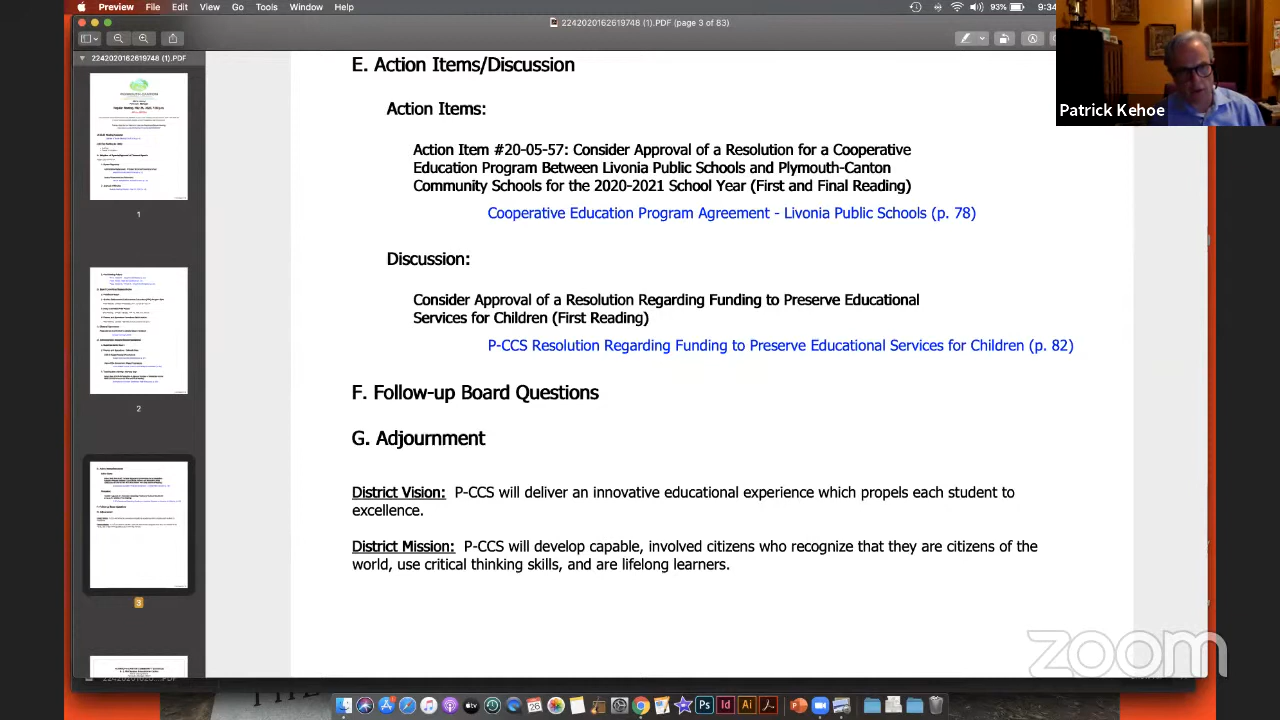 Preview File Edit View Go Tools Window Help 93% 9:34
2242020162619748 (1).PDF (page 3 of 83)
2242020162619748 (1).PDF
Patrick Kehoe
1
2
3
E. Action Items/Discussion
Action Items:
Action Item #20-05-57: Consider Approval of a Resolution for a Cooperative
Education Program Between Livonia Public Schools and Plymouth-Canton
Community Schools for the 2020-2021 School Year (First and Final Reading)
Cooperative Education Program Agreement - Livonia Public Schools (p. 78)
Discussion:
Consider Approval of a Resolution Regarding Funding to Preserve Educational
Services for Children (First Reading)
P-CCS Resolution Regarding Funding to Preserve Educational Services for Children (p. 82)
F. Follow-up Board Questions
G. Adjournment
District Vision: P-CCS will develop an innovative educational experience which propels each student to
excellence.
District Mission: P-CCS will develop capable, involved citizens who recognize that they are citizens of the
world, use critical thinking skills, and are lifelong learners.
zoom